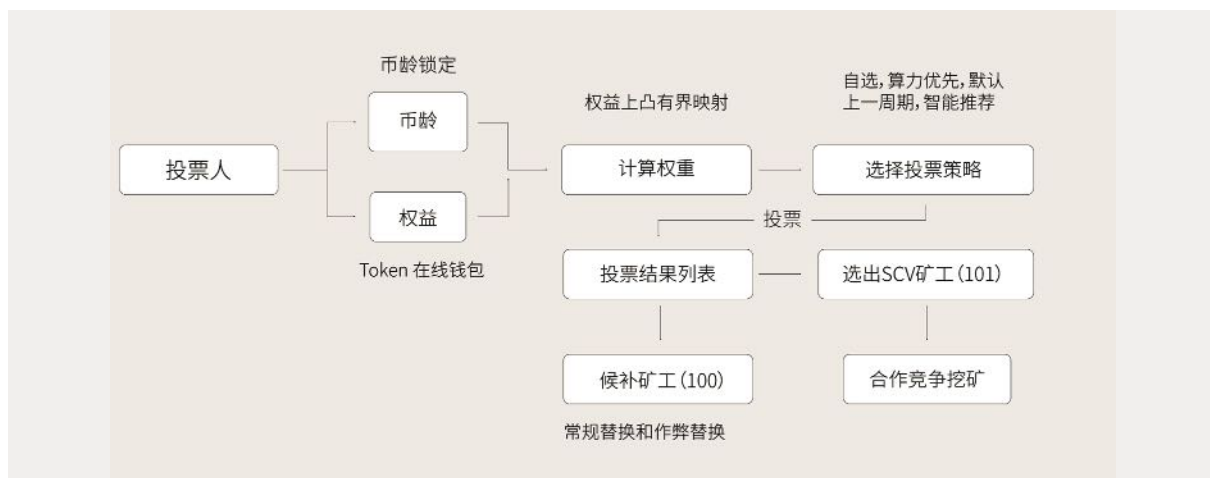 币龄锁定
币龄
投票人
权益
Token 在线钱包
权益上凸有界映射
计算权重
自选,算力优先,默认
上一周期,智能推荐
选择投票策略
投票
投票结果列表
选出SCV矿工(101)
候补矿工(100)
合作竞争挖矿
常规替换和作弊替换